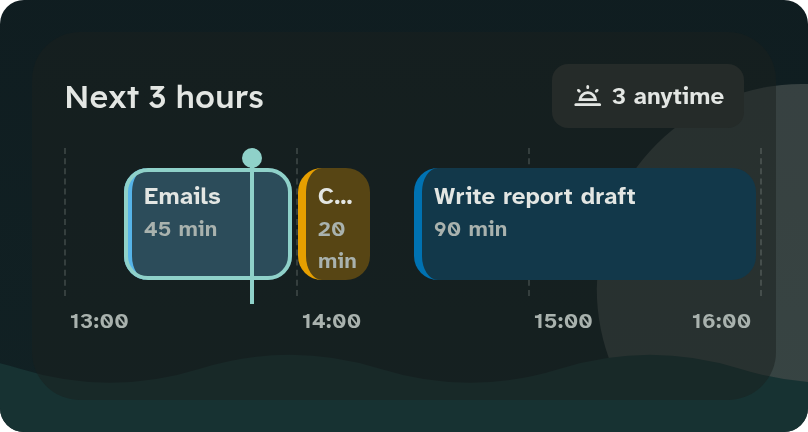 Next 3 hours
3 anytime
Emails
45 min
C...
20
min
Write report draft
90 min
13:00
14:00
15:00
16:00